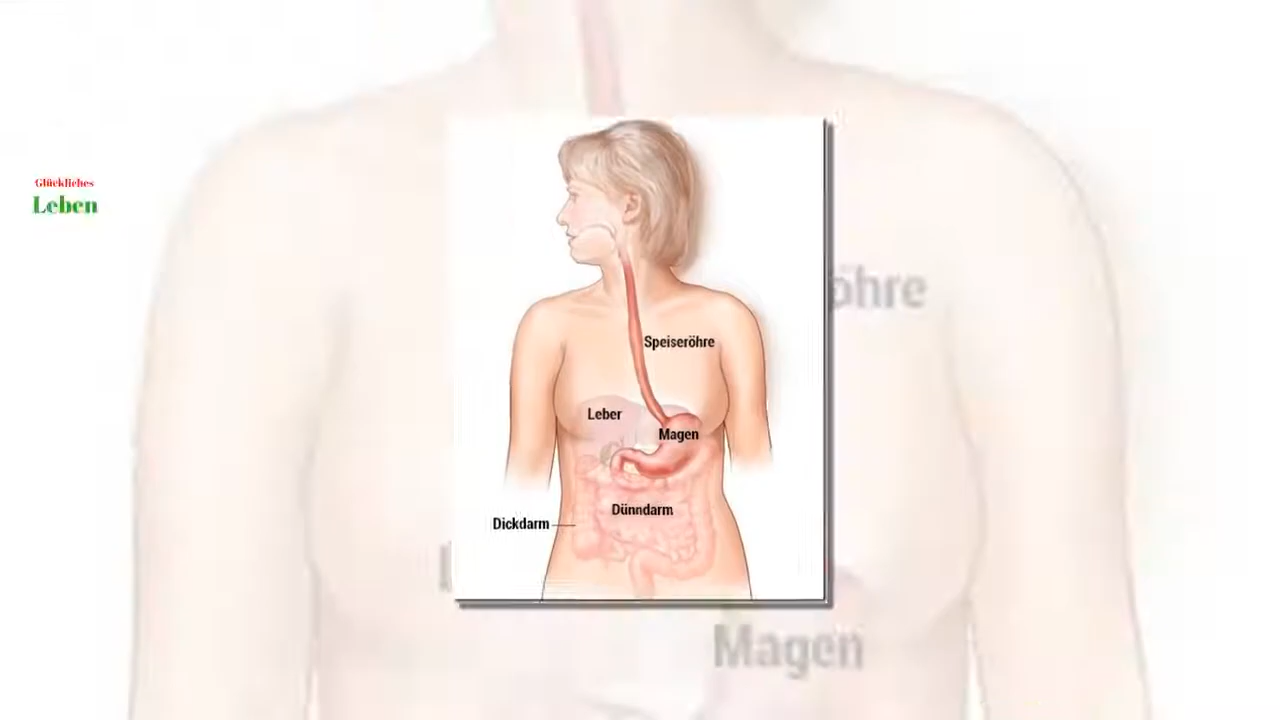 Glückliches
Leben
Speiseröhre
Leber
Magen
Dünndarm
Dickdarm
öhre
Magen